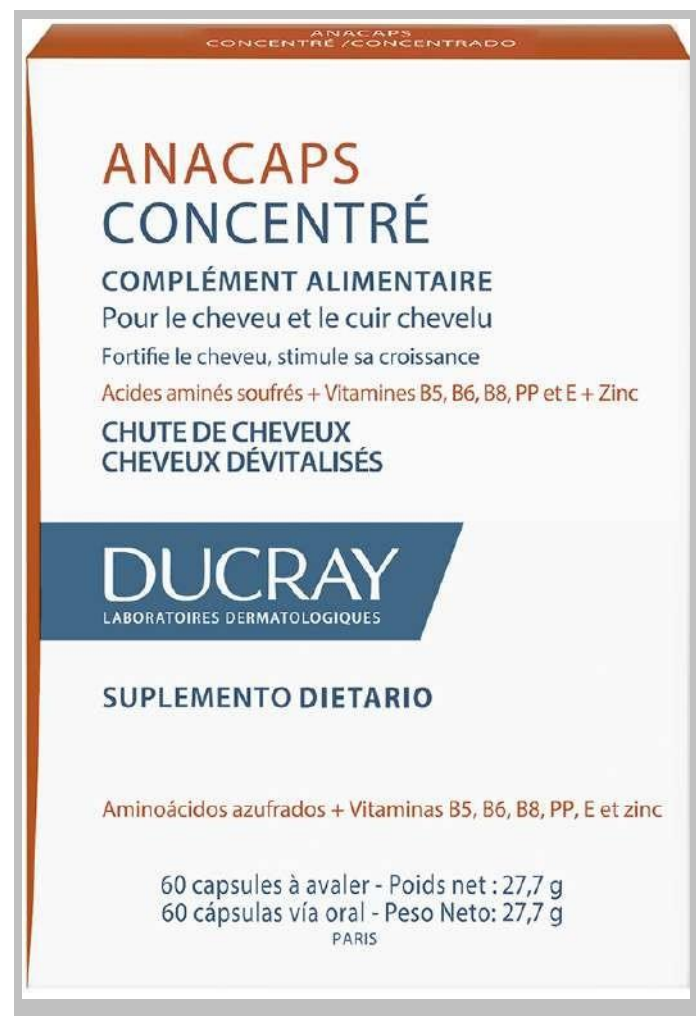 ANACAPS
CONCENTRÉ / CONCENTRADO
ANACAPS
CONCENTRÉ
COMPLÉMENT ALIMENTAIRE
Pour le cheveu et le cuir chevelu
Fortifie le cheveu, stimule sa croissance
Acides aminés soufrés + Vitamines B5, B6, B8, PP et E + Zinc
CHUTE DE CHEVEUX
CHEVEUX DÉVITALISÉS
DUCRAY
LABORATOIRES DERMATOLOGIQUES
SUPLEMENTO DIETARIO
Aminoácidos azufrados + Vitaminas B5, B6, B8, PP, E et zinc
60 capsules à avaler - Poids net : 27,7 g
60 cápsulas vía oral - Peso Neto: 27,7 g
PARIS